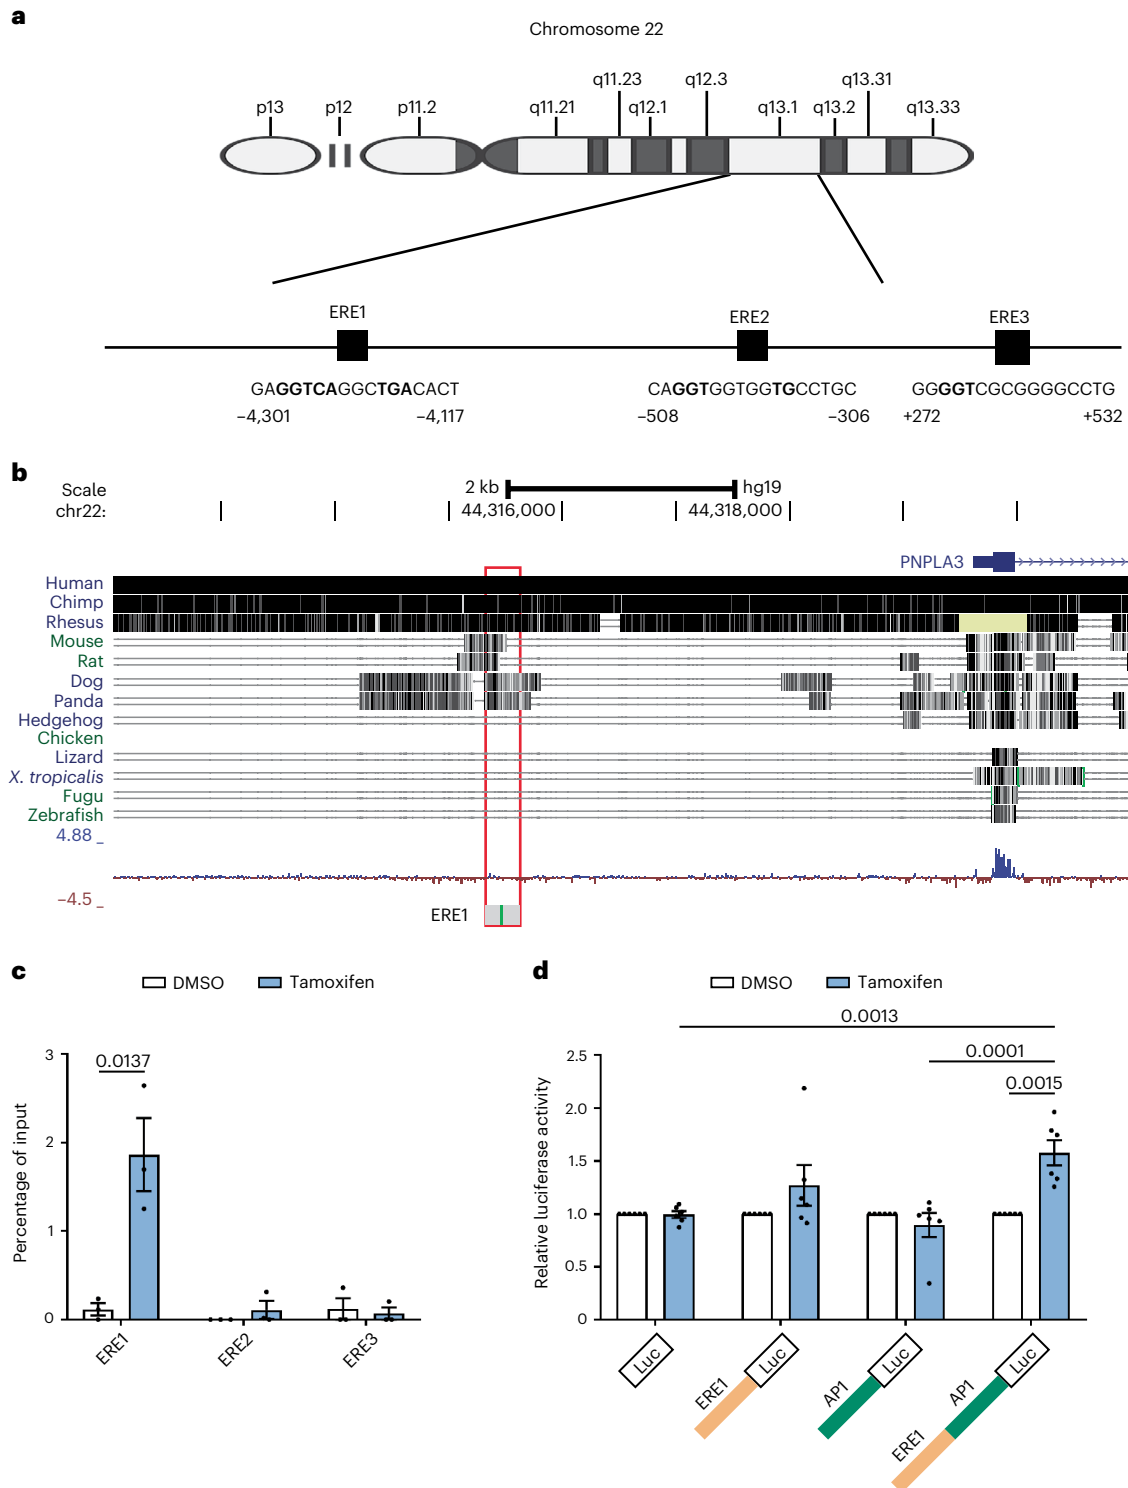 a
Chromosome 22
q11.23 q12.3 q13.31
p13 p12 p11.2 q11.21 q12.1 q13.1 q13.2 q13.33
ERE1 ERE2 ERE3
GAGGTCAGGCTGACACT CAGGTGGTGGTGCCTGC GGGGTCGCGGGGCCTG
−4,301 −4,117 −508 −306 +272 +532
b
Scale 2 kb hg19
chr22: 44,316,000 44,318,000
PNPLA3
Human
Chimp
Rhesus
Mouse
Rat
Dog
Panda
Hedgehog
Chicken
Lizard
X. tropicalis
Fugu
Zebrafish
4.88 _
−4.5 _
ERE1
c
DMSO Tamoxifen
3
2
1
0
Percentage of input
0.0137
ERE1 ERE2 ERE3
d
DMSO Tamoxifen
0.0013
0.0001
0.0015
2.5
2.0
1.5
1.0
0.5
0
Relative luciferase activity
Luc
ERE1 Luc
AP1 Luc
ERE1 AP1 Luc